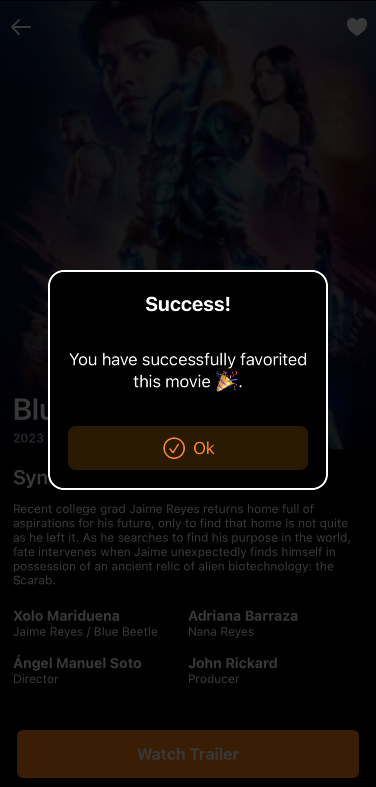 Success!
You have successfully favorited
this movie 🎉.
Ok
Blu
2023
Syn
Recent college grad Jaime Reyes returns home full of
aspirations for his future, only to find that home is not quite
as he left it. As he searches to find his purpose in the world,
fate intervenes when Jaime unexpectedly finds himself in
possession of an ancient relic of alien biotechnology: the
Scarab.
Xolo Mariduena
Jaime Reyes / Blue Beetle
Adriana Barraza
Nana Reyes
Ángel Manuel Soto
Director
John Rickard
Producer
Watch Trailer